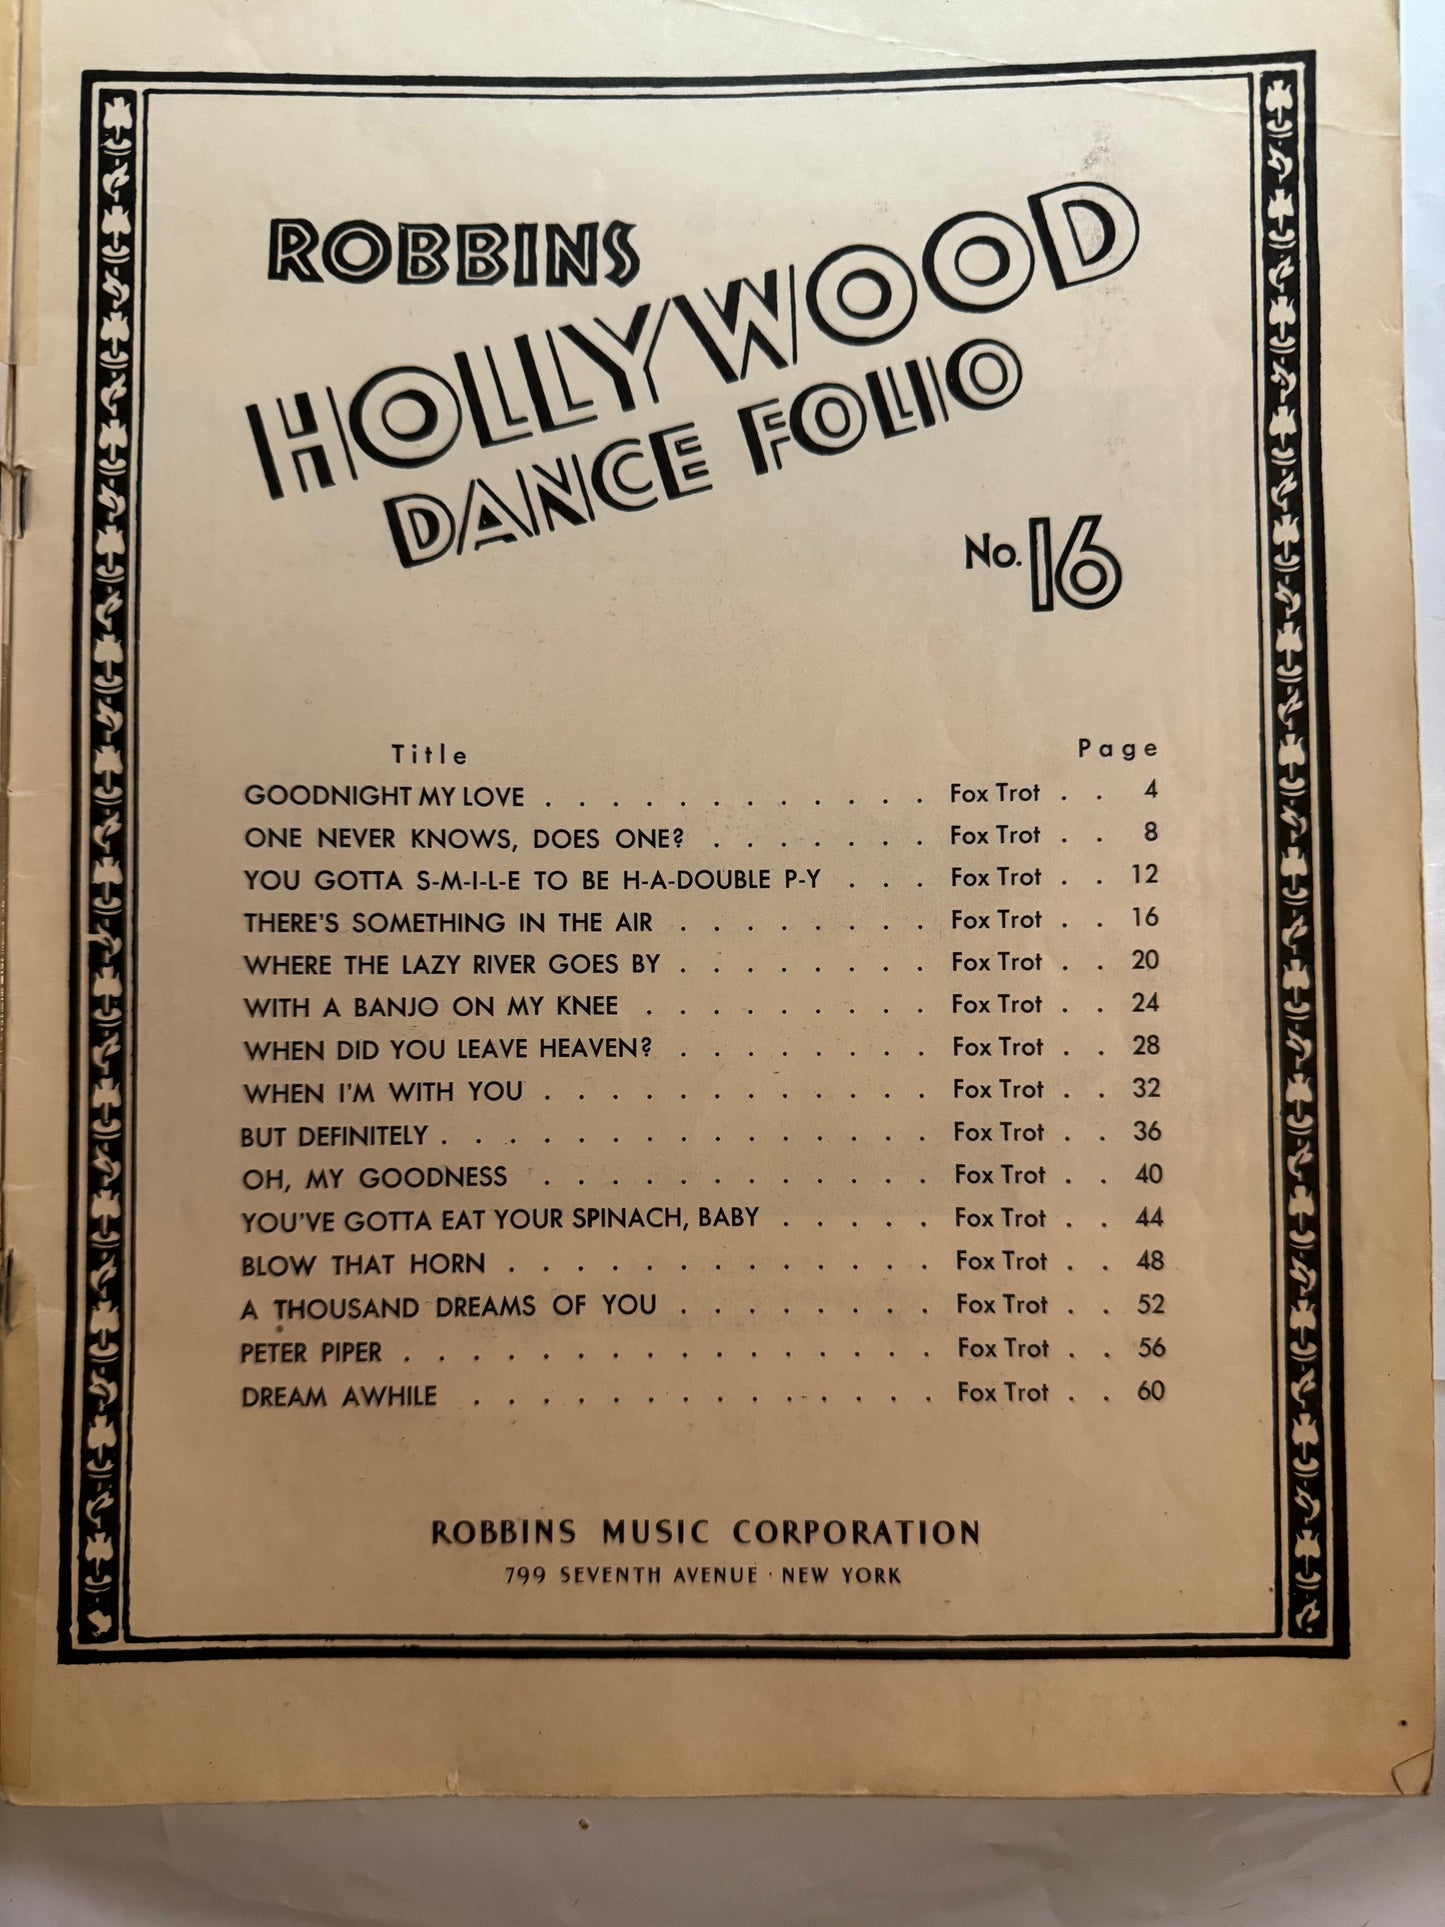 ROBBINS
HOLLYWOOD
DANCE FOLIO
No. 16
Title Page
GOODNIGHT MY LOVE . . . . . . . . . . . . Fox Trot . . 4
ONE NEVER KNOWS, DOES ONE? . . . . . . . Fox Trot . . 8
YOU GOTTA S-M-I-L-E TO BE H-A-DOUBLE P-Y . . . Fox Trot . . 12
THERE'S SOMETHING IN THE AIR . . . . . . . . Fox Trot . . 16
WHERE THE LAZY RIVER GOES BY . . . . . . . . Fox Trot . . 20
WITH A BANJO ON MY KNEE . . . . . . . . . Fox Trot . . 24
WHEN DID YOU LEAVE HEAVEN? . . . . . . . . Fox Trot . . 28
WHEN I'M WITH YOU . . . . . . . . . . . . Fox Trot . . 32
BUT DEFINITELY . . . . . . . . . . . . . . . Fox Trot . . 36
OH, MY GOODNESS . . . . . . . . . . . . Fox Trot . . 40
YOU'VE GOTTA EAT YOUR SPINACH, BABY . . . . . Fox Trot . . 44
BLOW THAT HORN . . . . . . . . . . . . . Fox Trot . . 48
A THOUSAND DREAMS OF YOU . . . . . . . . Fox Trot . . 52
PETER PIPER . . . . . . . . . . . . . . . . Fox Trot . . 56
DREAM AWHILE . . . . . . . . . . . . . . Fox Trot . . 60
ROBBINS MUSIC CORPORATION
799 SEVENTH AVENUE · NEW YORK